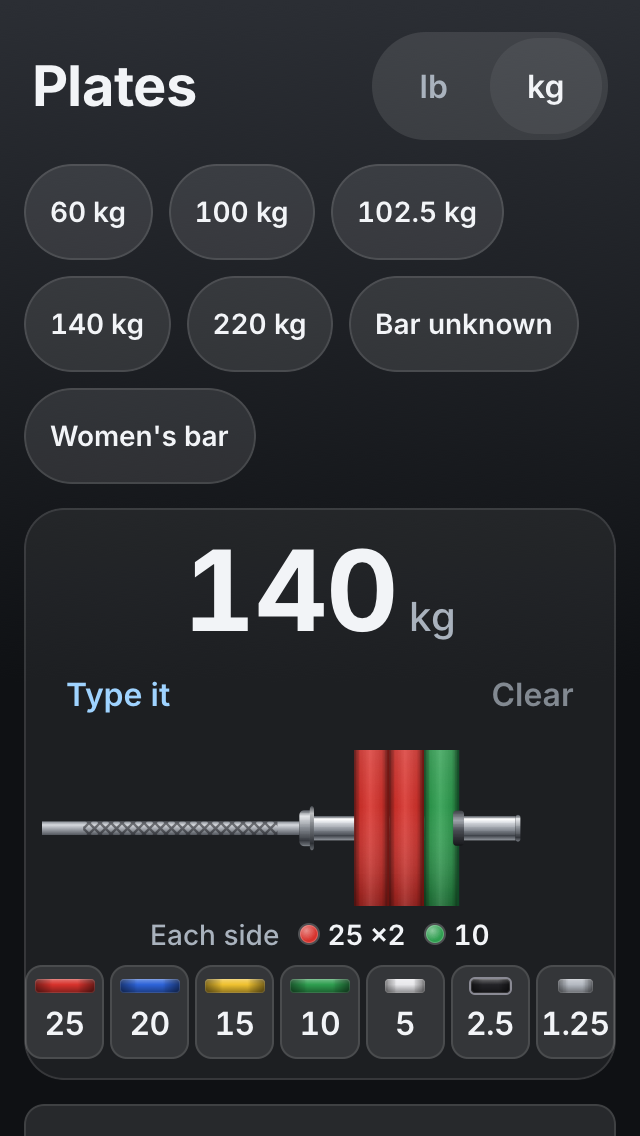 Plates
lb kg
60 kg 100 kg 102.5 kg
140 kg 220 kg Bar unknown
Women's bar
140 kg
Type it Clear
Each side 25 ×2 10
25 20 15 10 5 2.5 1.25